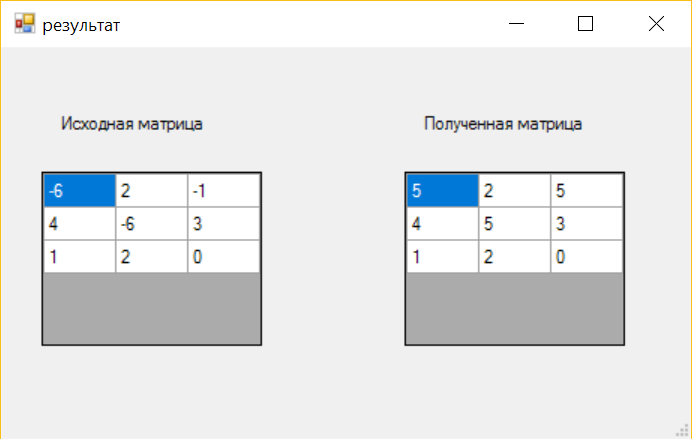 результат
Исходная матрица
Полученная матрица
-6 2 -1
4 -6 3
1 2 0
5 2 5
4 5 3
1 2 0